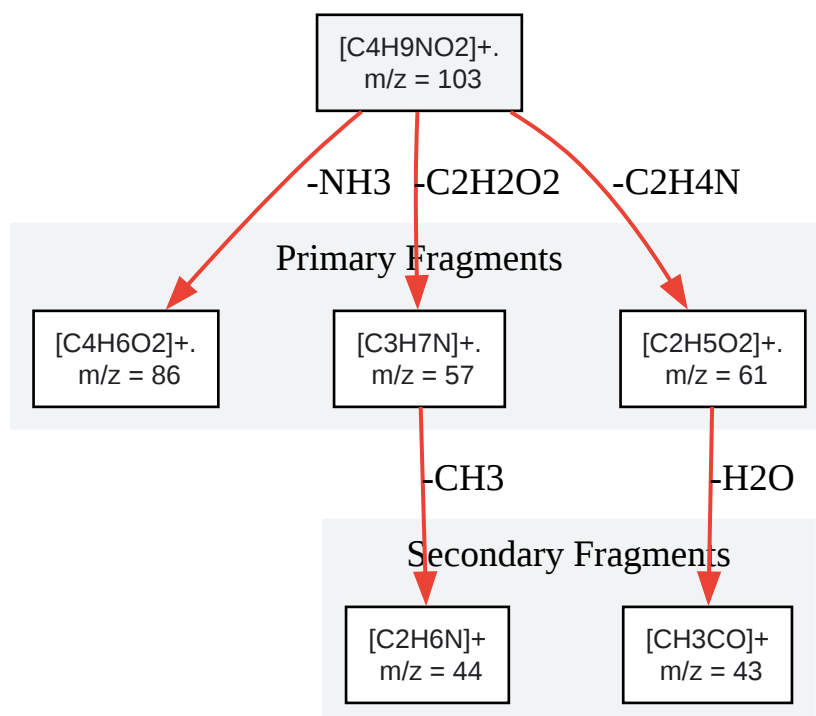 [C4H9NO2]+.
m/z = 103
-NH3
-C2H2O2
-C2H4N
Primary Fragments
[C4H6O2]+.
m/z = 86
[C3H7N]+.
m/z = 57
[C2H5O2]+.
m/z = 61
-CH3
-H2O
Secondary Fragments
[C2H6N]+
m/z = 44
[CH3CO]+
m/z = 43